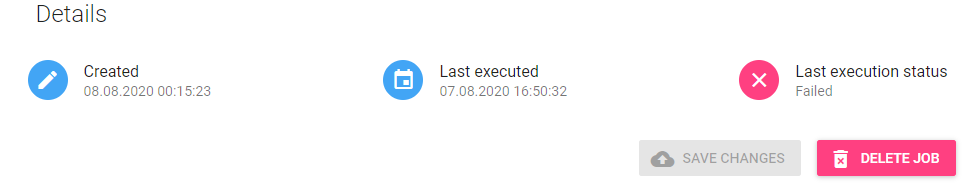 Details
Created
08.08.2020 00:15:23
Last executed
07.08.2020 16:50:32
Last execution status
Failed
SAVE CHANGES
DELETE JOB